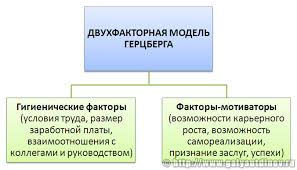 ДВУХФАКТОРНАЯ МОДЕЛЬ
ГЕРЦБЕРГА
Гигиенические факторы
(условия труда, размер
заработной платы,
взаимоотношения с
коллегами и руководством)
Факторы-мотиваторы
(возможности карьерного
роста, возможность
самореализации,
признание заслуг, успехи)